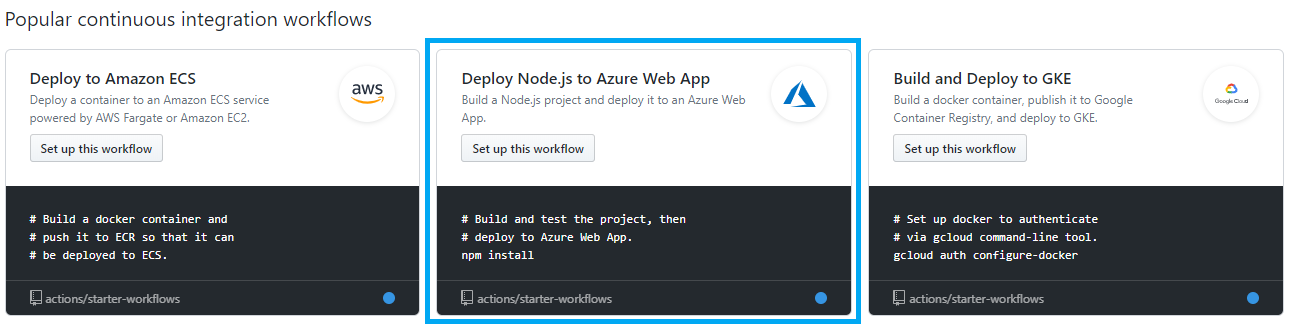 Popular continuous integration workflows
Deploy to Amazon ECS
Deploy a container to an Amazon ECS service
powered by AWS Fargate or Amazon EC2.
Set up this workflow
aws
# Build a docker container and
# push it to ECR so that it can
# be deployed to ECS.
actions/starter-workflows
Deploy Node.js to Azure Web App
Build a Node.js project and deploy it to an Azure Web
App.
Set up this workflow
# Build and test the project, then
# deploy to Azure Web App.
npm install
actions/starter-workflows
Build and Deploy to GKE
Build a docker container, publish it to Google
Container Registry, and deploy to GKE.
Set up this workflow
Google Cloud
# Set up docker to authenticate
# via gcloud command-line tool.
gcloud auth configure-docker
actions/starter-workflows